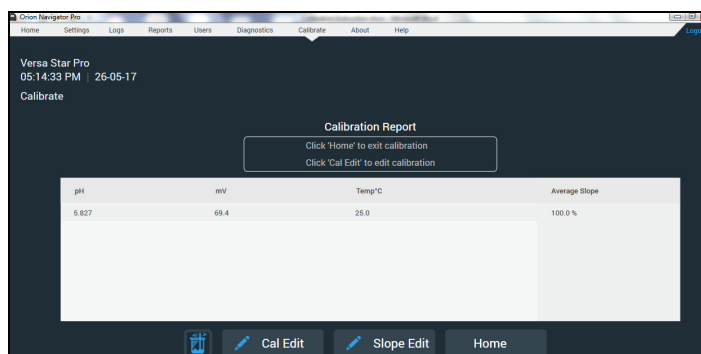 Orion Navigator Pro
Home Settings Logs Reports Users Diagnostics Calibrate About Help Logo
Versa Star Pro
05:14:33 PM | 26-05-17
Calibrate
Calibration Report
Click 'Home' to exit calibration
Click 'Cal Edit' to edit calibration
pH mV Temp°C Average Slope
5.827 69.4 25.0 100.0 %
Cal Edit Slope Edit Home